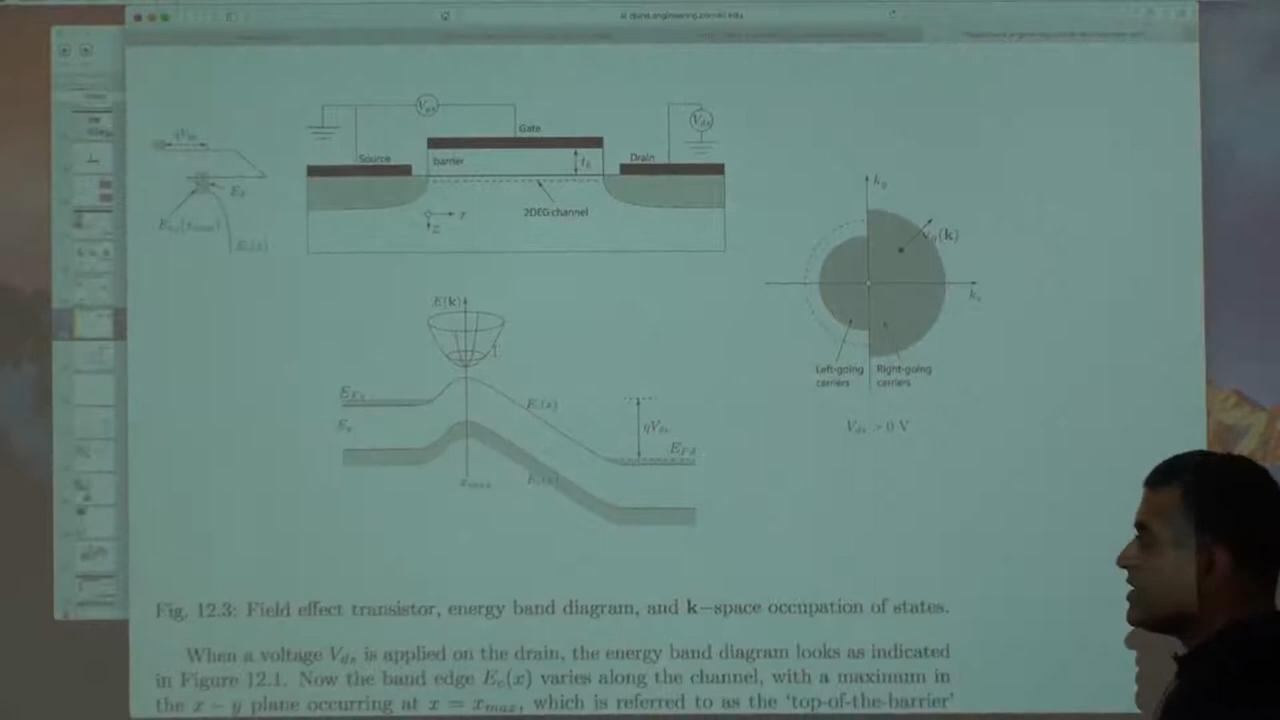 Gate
Source
barrier
Drain
2DEG channel
x
z
E(k)
E_c(x)
qV_ds
x_max
k_y
v_g(k)
k_x
Left-going
carriers
Right-going
carriers
V_ds > 0 V
Fig. 12.3: Field effect transistor, energy band diagram, and k−space occupation of states.
When a voltage V_ds is applied on the drain, the energy band diagram looks as indicated
in Figure 12.1. Now the band edge E_c(x) varies along the channel, with a maximum in
the x − y plane occurring at x = x_max, which is referred to as the 'top-of-the-barrier'